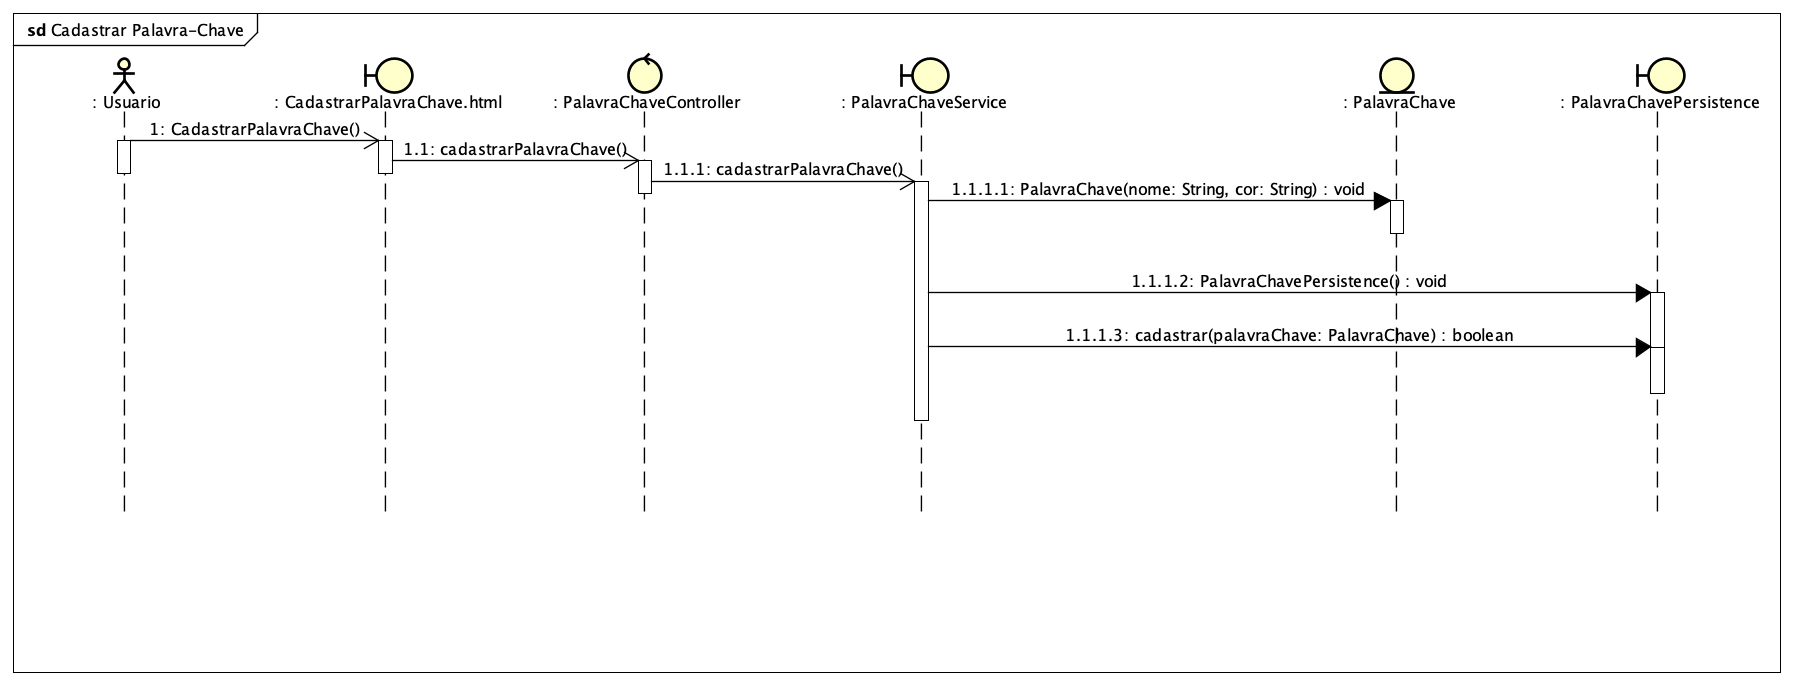 sd Cadastrar Palavra-Chave
: Usuario
: CadastrarPalavraChave.html
: PalavraChaveController
: PalavraChaveService
: PalavraChave
: PalavraChavePersistence
1: CadastrarPalavraChave()
1.1: cadastrarPalavraChave()
1.1.1: cadastrarPalavraChave()
1.1.1.1: PalavraChave(nome: String, cor: String) : void
1.1.1.2: PalavraChavePersistence() : void
1.1.1.3: cadastrar(palavraChave: PalavraChave) : boolean